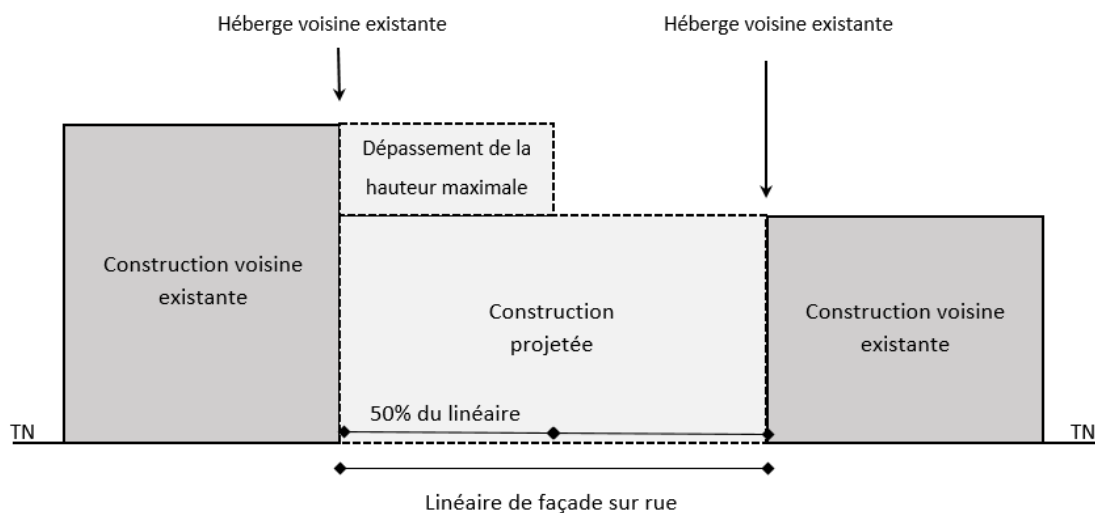 Héberge voisine existante
Héberge voisine existante
Dépassement de la
hauteur maximale
Construction voisine
existante
Construction
projetée
Construction voisine
existante
50% du linéaire
TN
TN
Linéaire de façade sur rue